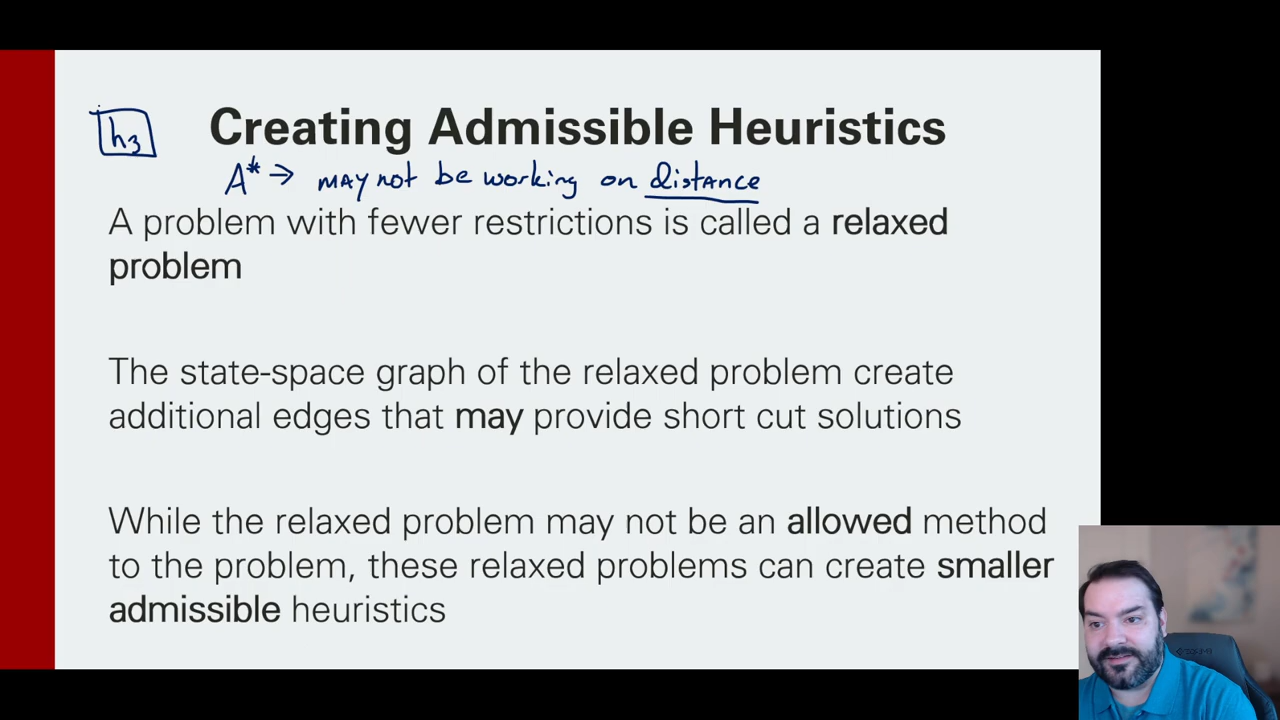 h3
Creating Admissible Heuristics
A* → may not be working on distance
A problem with fewer restrictions is called a relaxed
problem
The state-space graph of the relaxed problem create
additional edges that may provide short cut solutions
While the relaxed problem may not be an allowed method
to the problem, these relaxed problems can create smaller
admissible heuristics